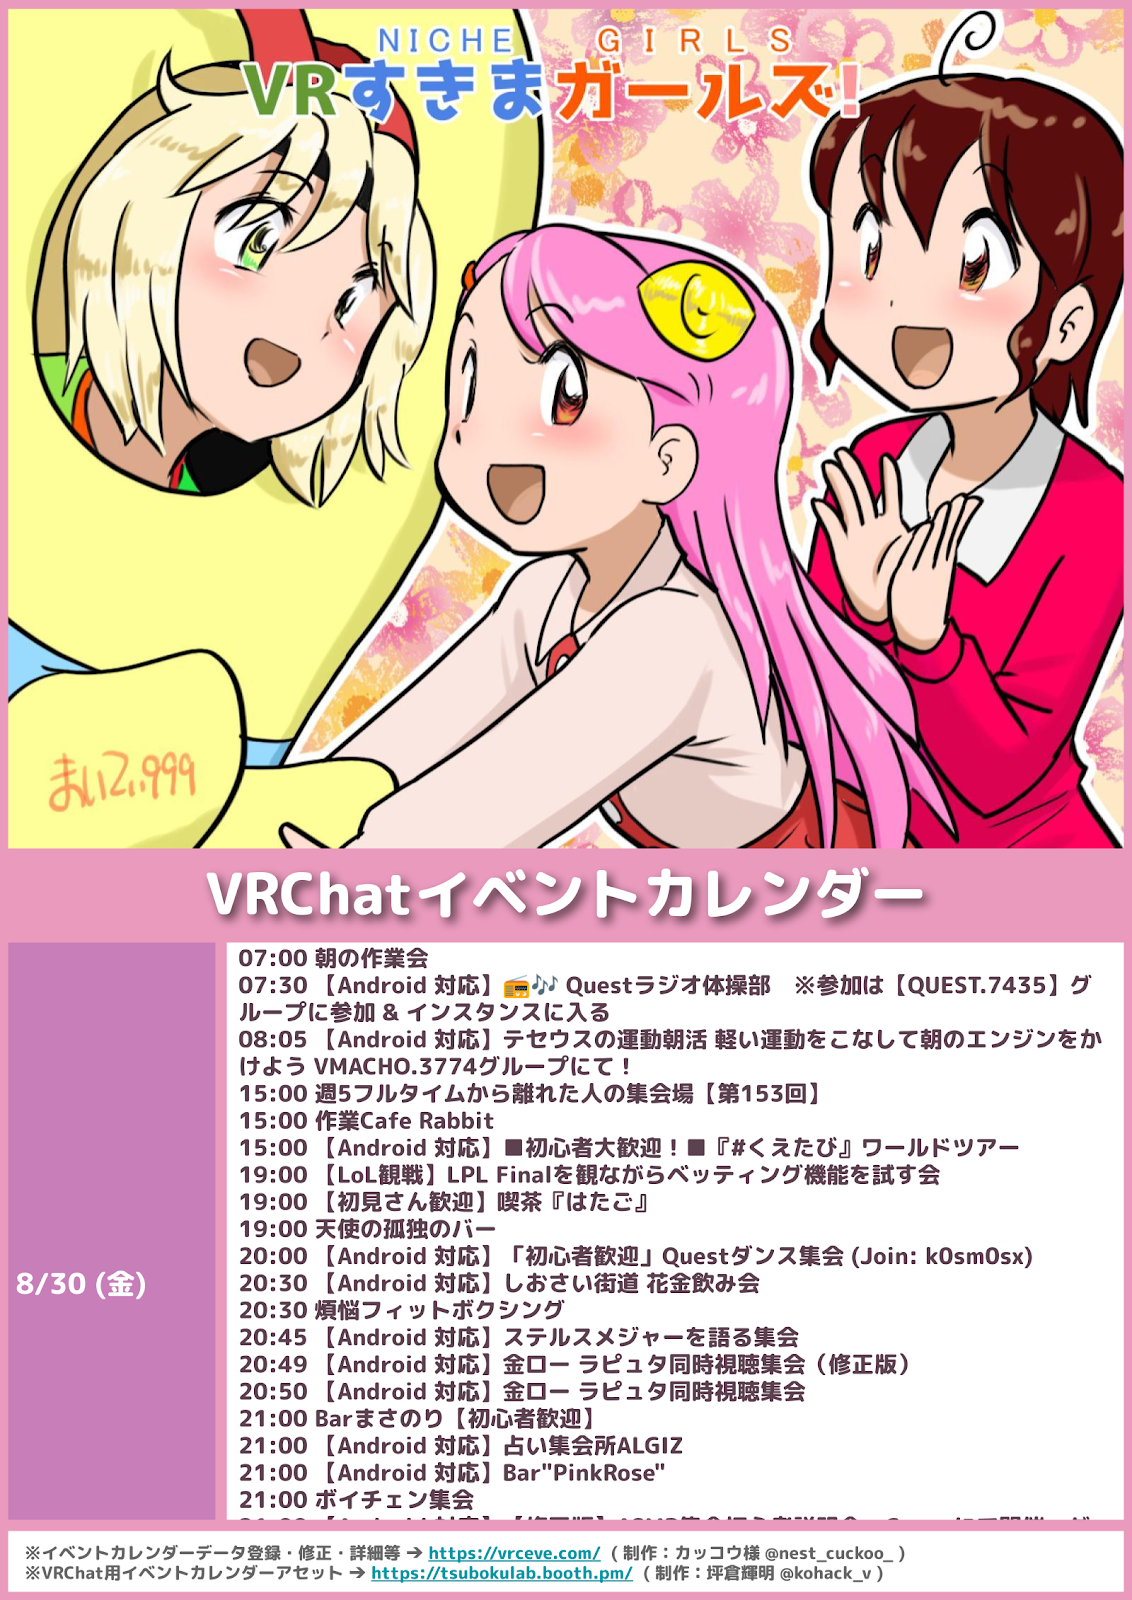 NICHE GIRLS
VRすきまガールズ!
まいてぃ999
VRChatイベントカレンダー
8/30 (金)
07:00 朝の作業会
07:30 【Android 対応】📻🎶 Questラジオ体操部　※参加は【QUEST.7435】グ
ループに参加 & インスタンスに入る
08:05 【Android 対応】テセウスの運動朝活 軽い運動をこなして朝のエンジンをか
けよう VMACHO.3774グループにて！
15:00 週5フルタイムから離れた人の集会場【第153回】
15:00 作業Cafe Rabbit
15:00 【Android 対応】■初心者大歓迎！■『#くえたび』ワールドツアー
19:00 【LoL観戦】LPL Finalを観ながらベッティング機能を試す会
19:00 【初見さん歓迎】喫茶『はたご』
19:00 天使の孤独のバー
20:00 【Android 対応】「初心者歓迎」Questダンス集会 (Join: k0sm0sx)
20:30 【Android 対応】しおさい街道 花金飲み会
20:30 煩悩フィットボクシング
20:45 【Android 対応】ステルスメジャーを語る集会
20:49 【Android 対応】金ロー ラピュタ同時視聴集会（修正版）
20:50 【Android 対応】金ロー ラピュタ同時視聴集会
21:00 Barまさのり【初心者歓迎】
21:00 【Android 対応】占い集会所ALGIZ
21:00 【Android 対応】Bar"PinkRose"
21:00 ボイチェン集会
※イベントカレンダーデータ登録・修正・詳細等 ➔ https://vrceve.com/ （ 制作：カッコウ様 @nest_cuckoo_ ）
※VRChat用イベントカレンダーアセット ➔ https://tsubokulab.booth.pm/ （ 制作：坪倉輝明 @kohack_v ）